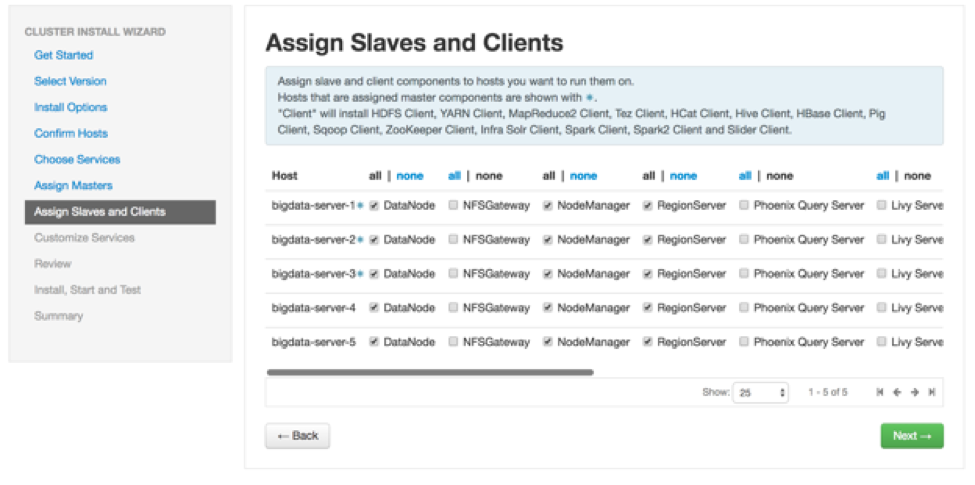 CLUSTER INSTALL WIZARD
Get Started
Select Version
Install Options
Confirm Hosts
Choose Services
Assign Masters
Assign Slaves and Clients
Customize Services
Review
Install, Start and Test
Summary
Assign Slaves and Clients
Assign slave and client components to hosts you want to run them on.
Hosts that are assigned master components are shown with ✵.
"Client" will install HDFS Client, YARN Client, MapReduce2 Client, Tez Client, HCat Client, Hive Client, HBase Client, Pig
Client, Sqoop Client, ZooKeeper Client, Infra Solr Client, Spark Client, Spark2 Client and Slider Client.
Host all | none all | none all | none all | none all | none all | none
bigdata-server-1✵ DataNode NFSGateway NodeManager RegionServer Phoenix Query Server Livy Serve
bigdata-server-2✵ DataNode NFSGateway NodeManager RegionServer Phoenix Query Server Livy Serve
bigdata-server-3✵ DataNode NFSGateway NodeManager RegionServer Phoenix Query Server Livy Serve
bigdata-server-4 DataNode NFSGateway NodeManager RegionServer Phoenix Query Server Livy Serve
bigdata-server-5 DataNode NFSGateway NodeManager RegionServer Phoenix Query Server Livy Serve
Show: 25 1 - 5 of 5
← Back
Next →